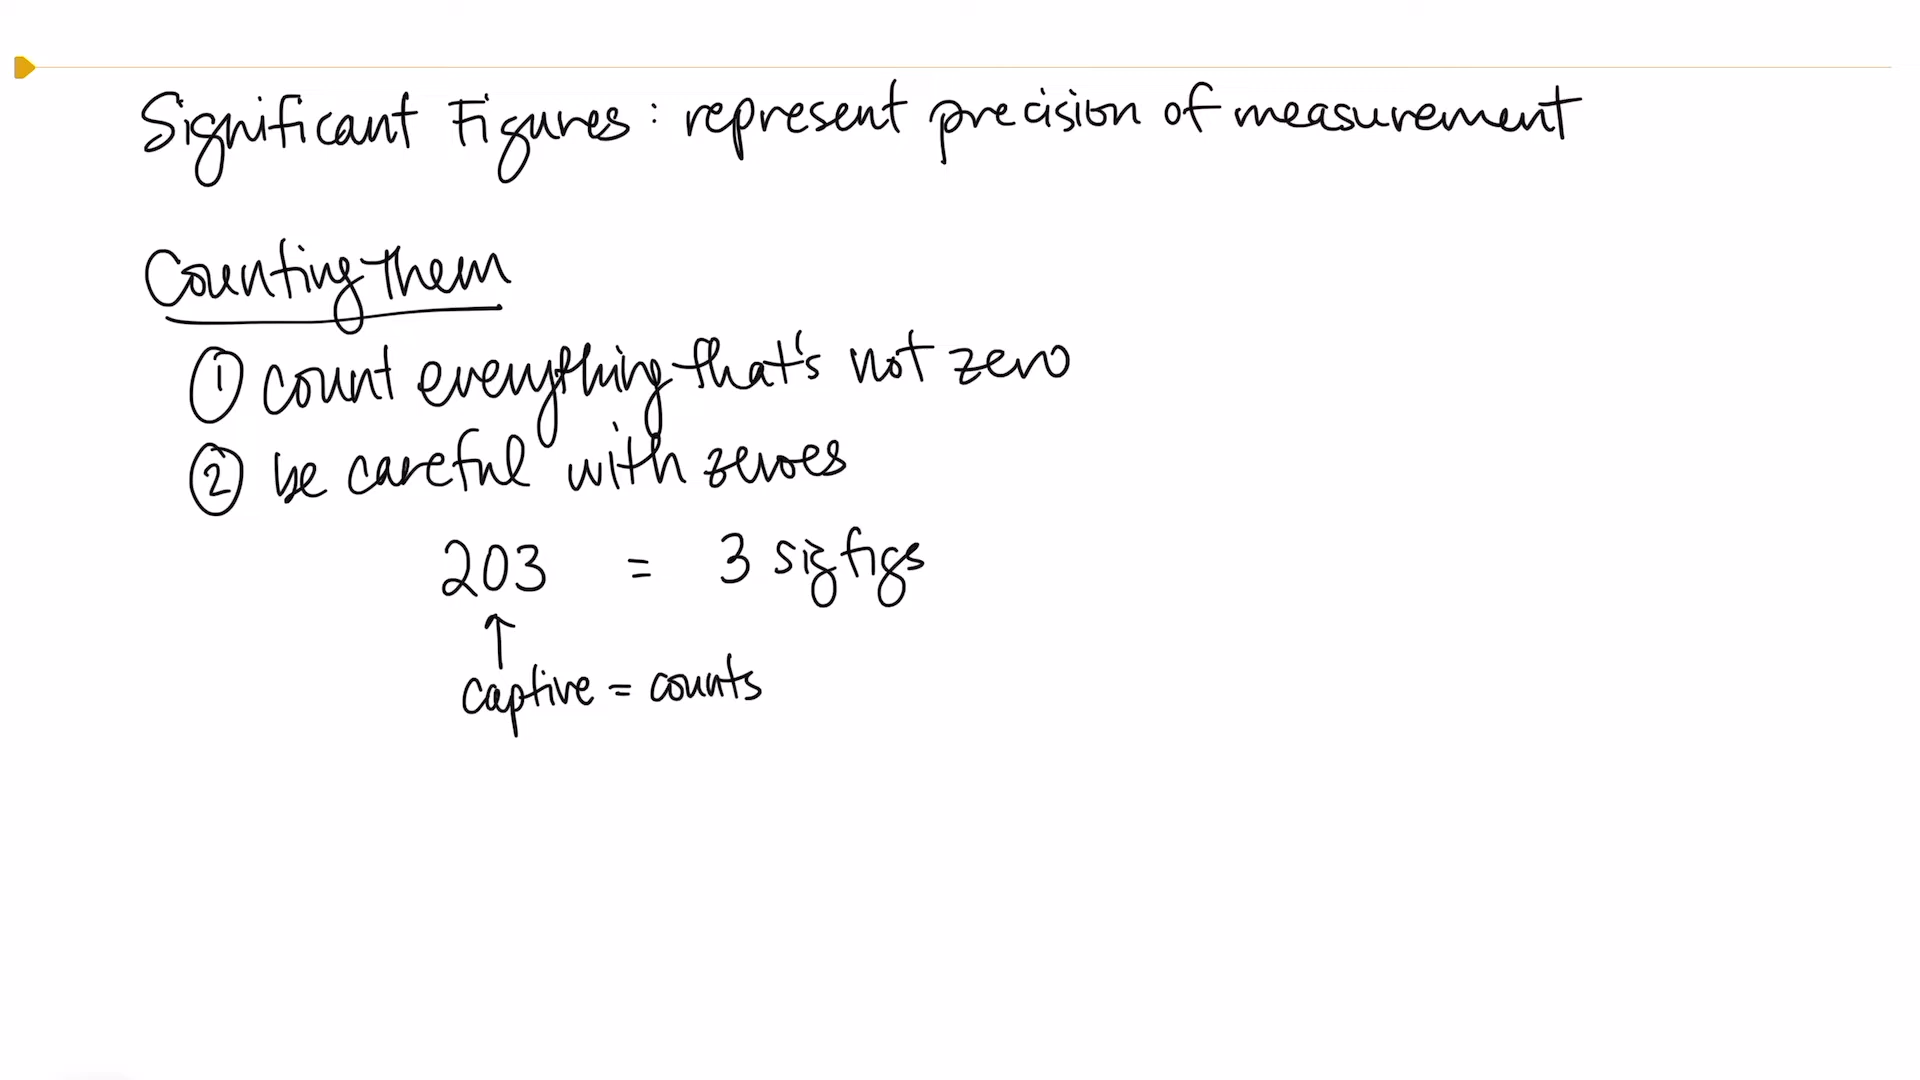 Significant Figures: represent precision of measurement
Counting them
① count everything that's not zero
② be careful with zeroes
203 = 3 sig figs
↑
captive = counts